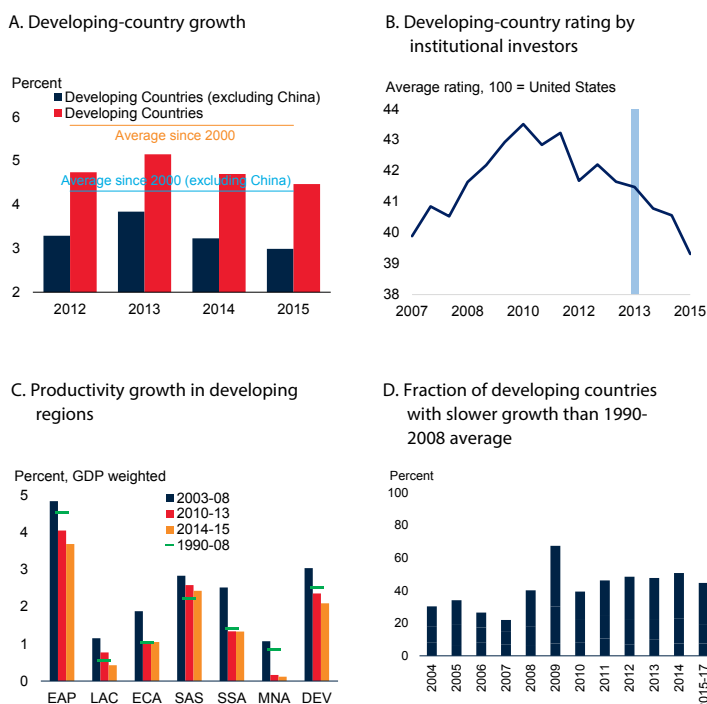 A. Developing-country growth
Percent
Developing Countries (excluding China)
Developing Countries
6
Average since 2000
5
Average since 2000 (excluding China)
4
3
2
2012 2013 2014 2015
B. Developing-country rating by
institutional investors
Average rating, 100 = United States
44
43
42
41
40
39
38
2007 2008 2010 2012 2013 2015
C. Productivity growth in developing
regions
Percent, GDP weighted
5
2003-08
2010-13
2014-15
1990-08
4
3
2
1
0
EAP LAC ECA SAS SSA MNA DEV
D. Fraction of developing countries
with slower growth than 1990-
2008 average
Percent
100
80
60
40
20
0
2004
2005
2006
2007
2008
2009
2010
2011
2012
2013
2014
015-17